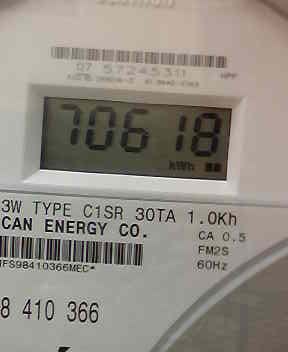 07 57245311
70618
kWh
3W TYPE C1SR 30TA 1.0Kh
CAN ENERGY CO.
CA 0.5
FM2S
60Hz
IFS98410366MEC*
8 410 366